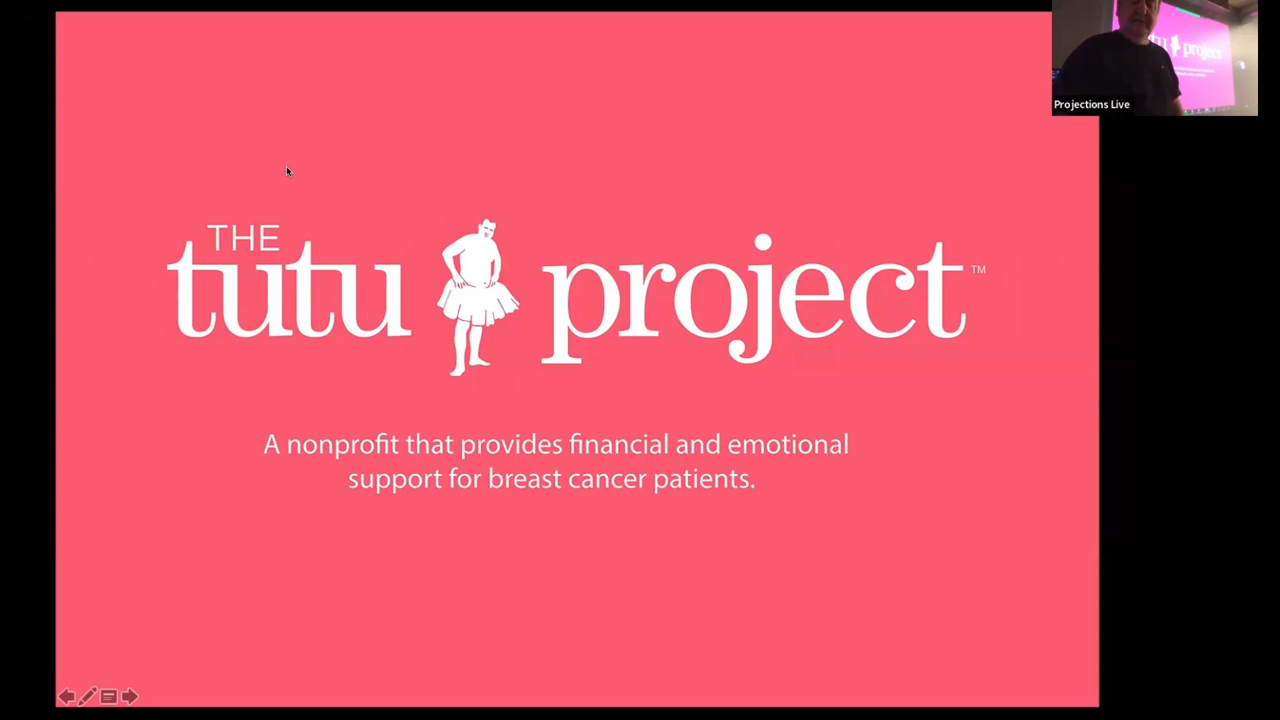 THE
tutu project™
A nonprofit that provides financial and emotional
support for breast cancer patients.
Projections Live